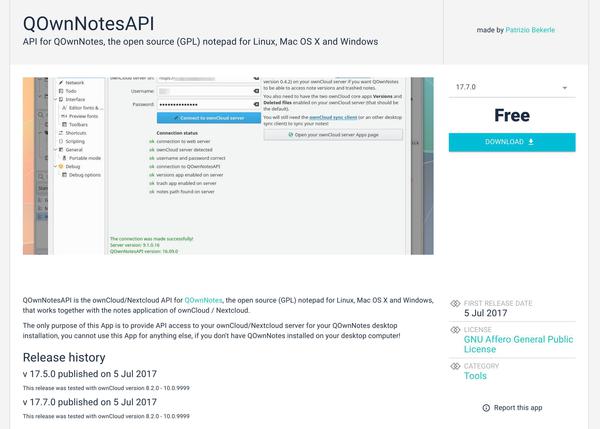 QOwnNotesAPI
API for QOwnNotes, the open source (GPL) notepad for Linux, Mac OS X and Windows
made by Patrizio Bekerle
Network
Todo
Interface
Editor fonts & ...
Preview fonts
Toolbars
Shortcuts
Scripting
General
Portable mode
Debug
Debug options
Username:
Password:
Connect to ownCloud server
Connection status
ok connection to web server
ok ownCloud server detected
ok username and password correct
ok connection to QOwnNotesAPI
ok versions app enabled on server
ok trash app enabled on server
ok notes path found on server
The connection was made successfully!
Server version: 9.1.0.16
QOwnNotesAPI version: 16.09.0
version 0.4.2) on your ownCloud server if you want QOwnNotes
to be able to access note versions and trashed notes.
You also need to have the two ownCloud core apps Versions and
Deleted files enabled on your ownCloud server (that should be
the default).
You will still need the ownCloud sync client (or an other desktop
sync client) to sync your notes!
Open your ownCloud server Apps page
17.7.0
Free
DOWNLOAD
QOwnNotesAPI is the ownCloud/Nextcloud API for QOwnNotes, the open source (GPL) notepad for Linux, Mac OS X and Windows,
that works together with the notes application of ownCloud / Nextcloud.
The only purpose of this App is to provide API access to your ownCloud/Nextcloud server for your QOwnNotes desktop
installation, you cannot use this App for anything else, if you don't have QOwnNotes installed on your desktop computer!
Release history
v 17.5.0 published on 5 Jul 2017
This release was tested with ownCloud version 8.2.0 - 10.0.9999
v 17.7.0 published on 5 Jul 2017
This release was tested with ownCloud version 8.2.0 - 10.0.9999
FIRST RELEASE DATE
5 Jul 2017
LICENSE
GNU Affero General Public
License
CATEGORY
Tools
Report this app